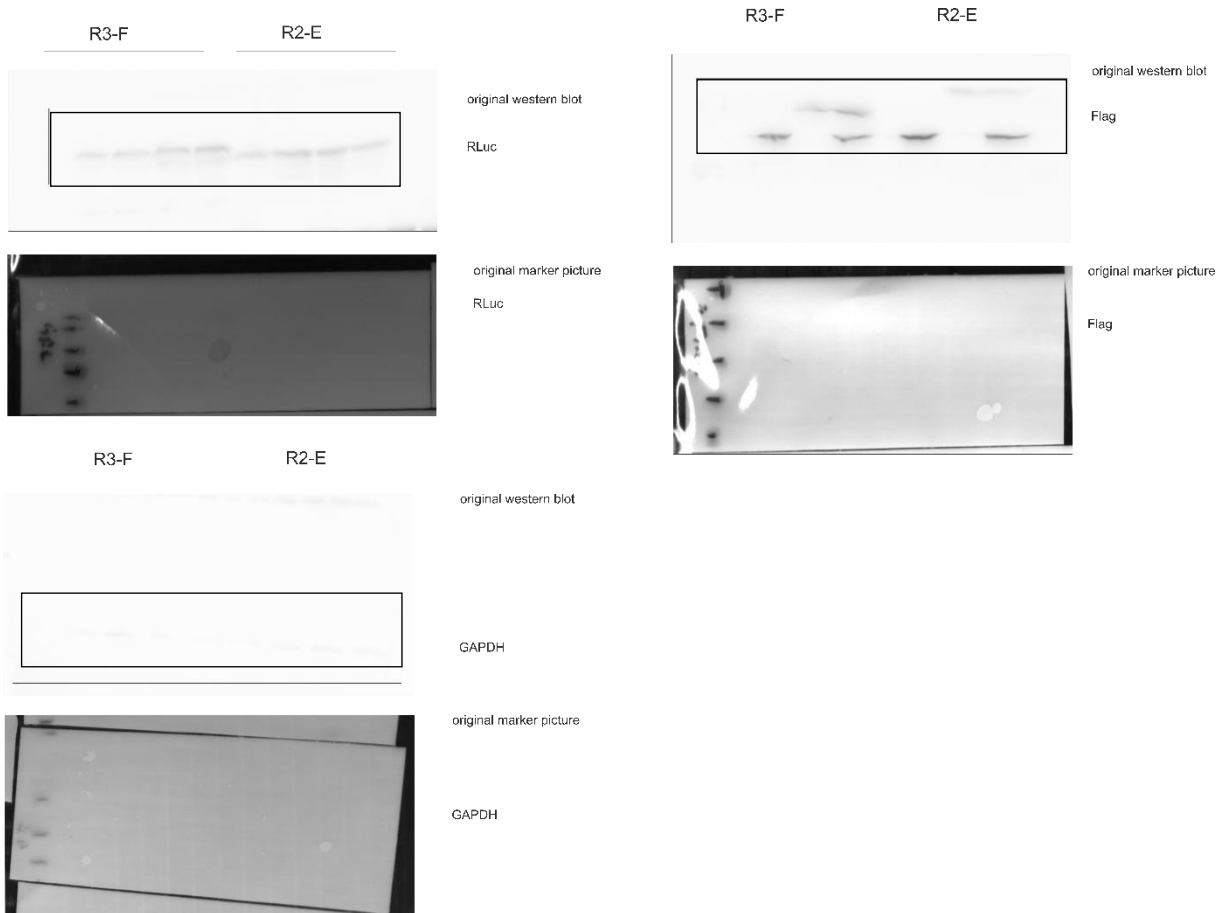 R3-F
R2-E
original western blot
RLuc
original marker picture
RLuc
R3-F
R2-E
original western blot
GAPDH
original marker picture
GAPDH
R3-F
R2-E
original western blot
Flag
original marker picture
Flag